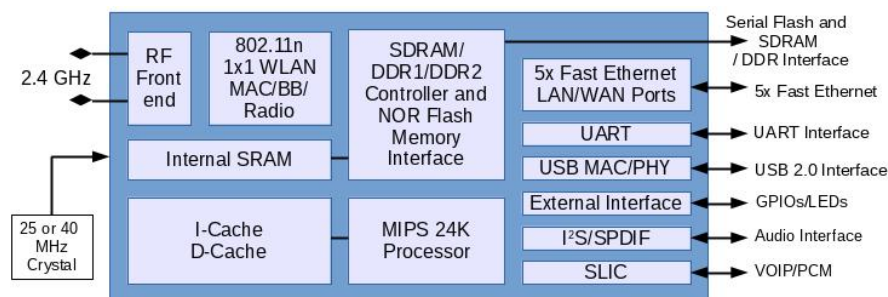 2.4 GHz
RF
Front
end
802.11n
1x1 WLAN
MAC/BB/
Radio
SDRAM/
DDR1/DDR2
Controller and
NOR Flash
Memory
Interface
Internal SRAM
25 or 40
MHz
Crystal
I-Cache
D-Cache
MIPS 24K
Processor
5x Fast Ethernet
LAN/WAN Ports
UART
USB MAC/PHY
External Interface
I²S/SPDIF
SLIC
Serial Flash and
SDRAM
/ DDR Interface
5x Fast Ethernet
UART Interface
USB 2.0 Interface
GPIOs/LEDs
Audio Interface
VOIP/PCM